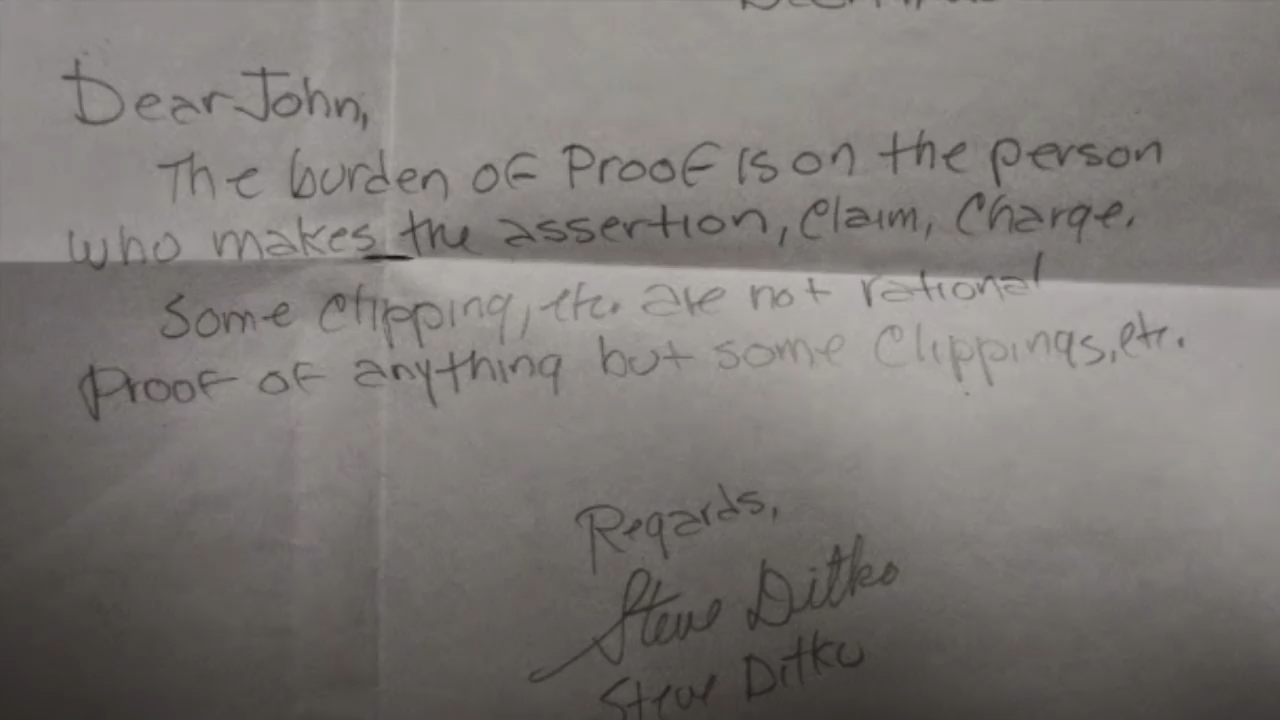 Dear John,
The burden of Proof is on the person
who makes the assertion, Claim, Charge.
Some Clipping, etc. are not rational
Proof of anything but some Clippings, etc.
Regards,
Steve Ditko
Steve Ditko